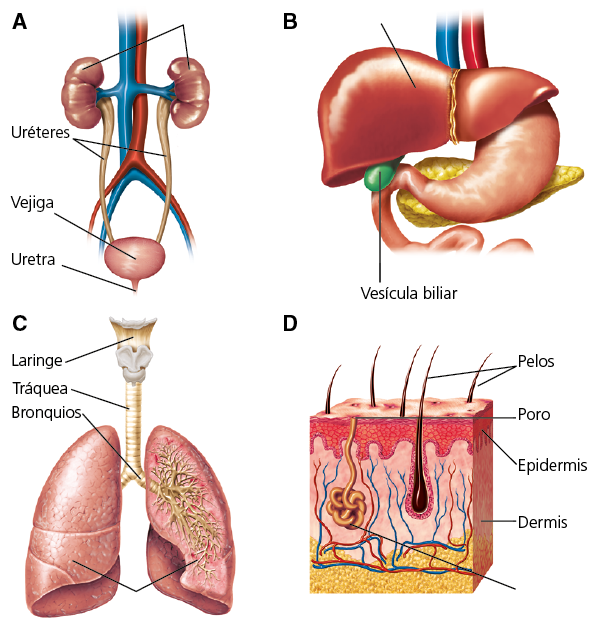 A
Uréteres
Vejiga
Uretra
B
Vesícula biliar
C
Laringe
Tráquea
Bronquios
D
Pelos
Poro
Epidermis
Dermis